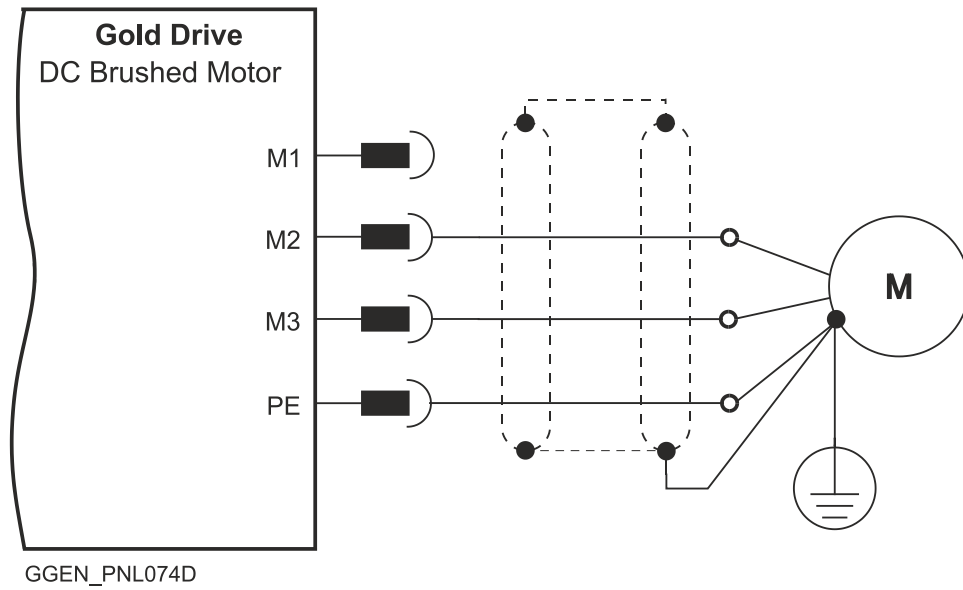 Gold Drive
DC Brushed Motor
M1
M2
M3
PE
M
GGEN_PNL074D